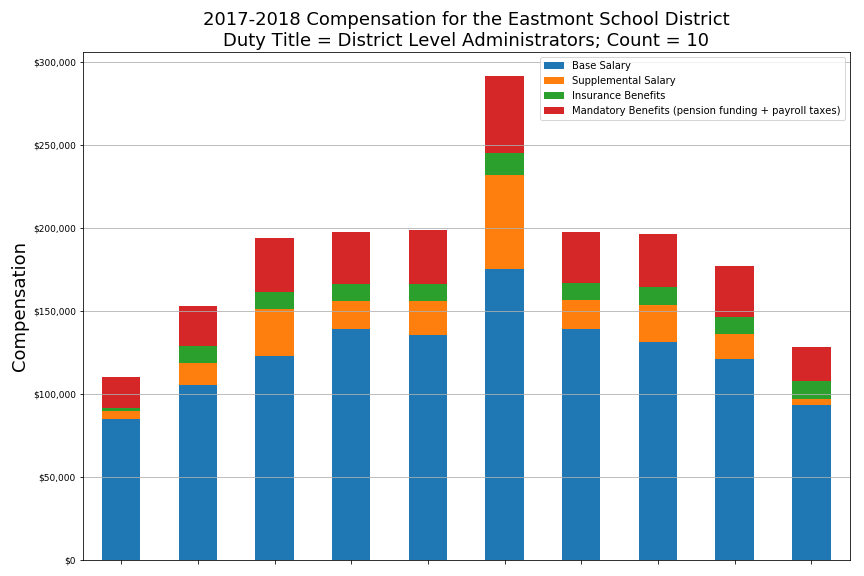 2017-2018 Compensation for the Eastmont School District
Duty Title = District Level Administrators; Count = 10
Base Salary
Supplemental Salary
Insurance Benefits
Mandatory Benefits (pension funding + payroll taxes)
Compensation
$300,000
$250,000
$200,000
$150,000
$100,000
$50,000
$0